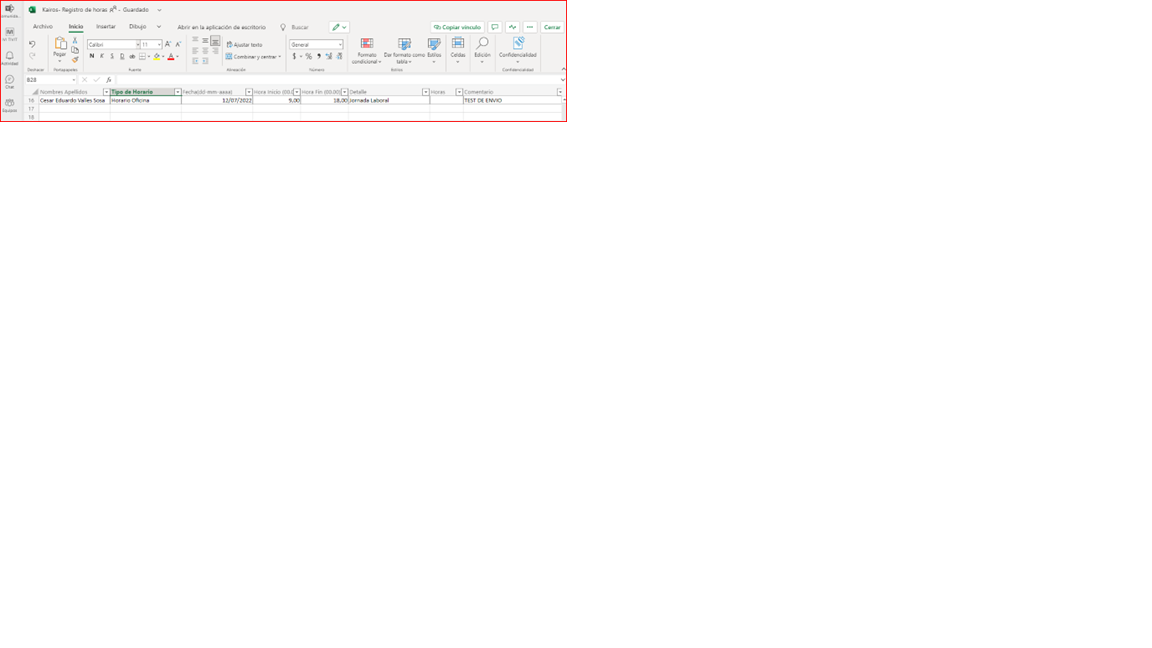 Kairos- Registro de horas - Guardado
Archivo Inicio Insertar Dibujo Abrir en la aplicación de escritorio Buscar Copiar vínculo Cerrar
Pegar Calibri 11 Ajustar texto General
N K S D ab Combinar y centrar $ %
Formato condicional Dar formato como tabla Estilos Celdas Edición Confidencialidad
Deshacer Portapapeles Fuente Alineación Número Estilos Confidencialidad
B28 fx
Nombres Apellidos Tipo de Horario Fecha(dd-mm-aaaa) Hora Inicio (00. Hora Fin (00.00) Detalle Horas Comentario
16 Cesar Eduardo Valles Sosa Horario Oficina 12/07/2022 9,00 18,00 Jornada Laboral TEST DE ENVIO
17
18
Actividad
Chat
Equipos